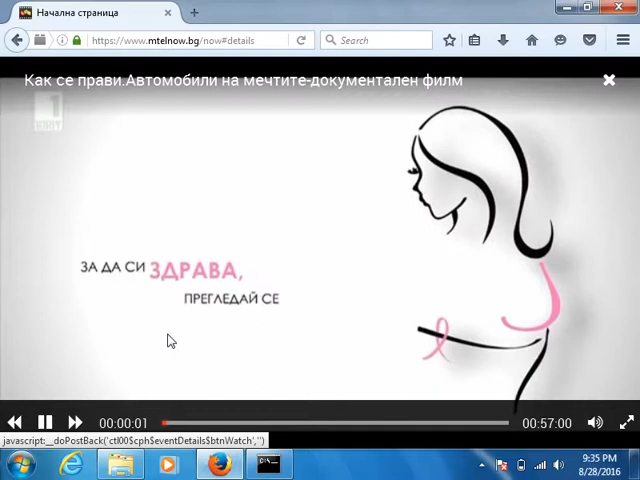 Начална страница
https://www.mtelnow.bg/now#details
Search
Как се прави.Автомобили на мечтите-документален филм
1
ЗА ДА СИ ЗДРАВА,
ПРЕГЛЕДАЙ СЕ
00:00:01
00:57:00
javascript:__doPostBack('ctl00$cph$eventDetails$btnWatch','')
9:35 PM
8/28/2016